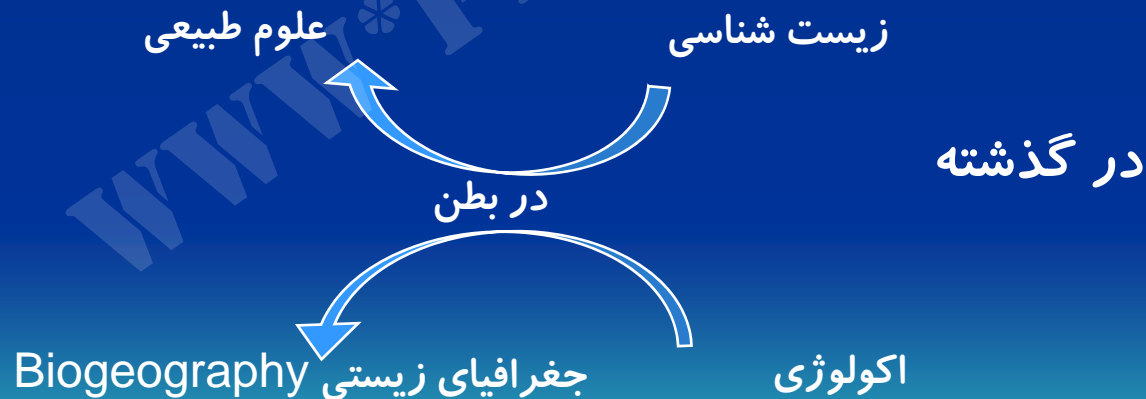 زیست شناسی علوم طبیعی
در گذشته
در بطن
اکولوژی جغرافیای زیستی Biogeography